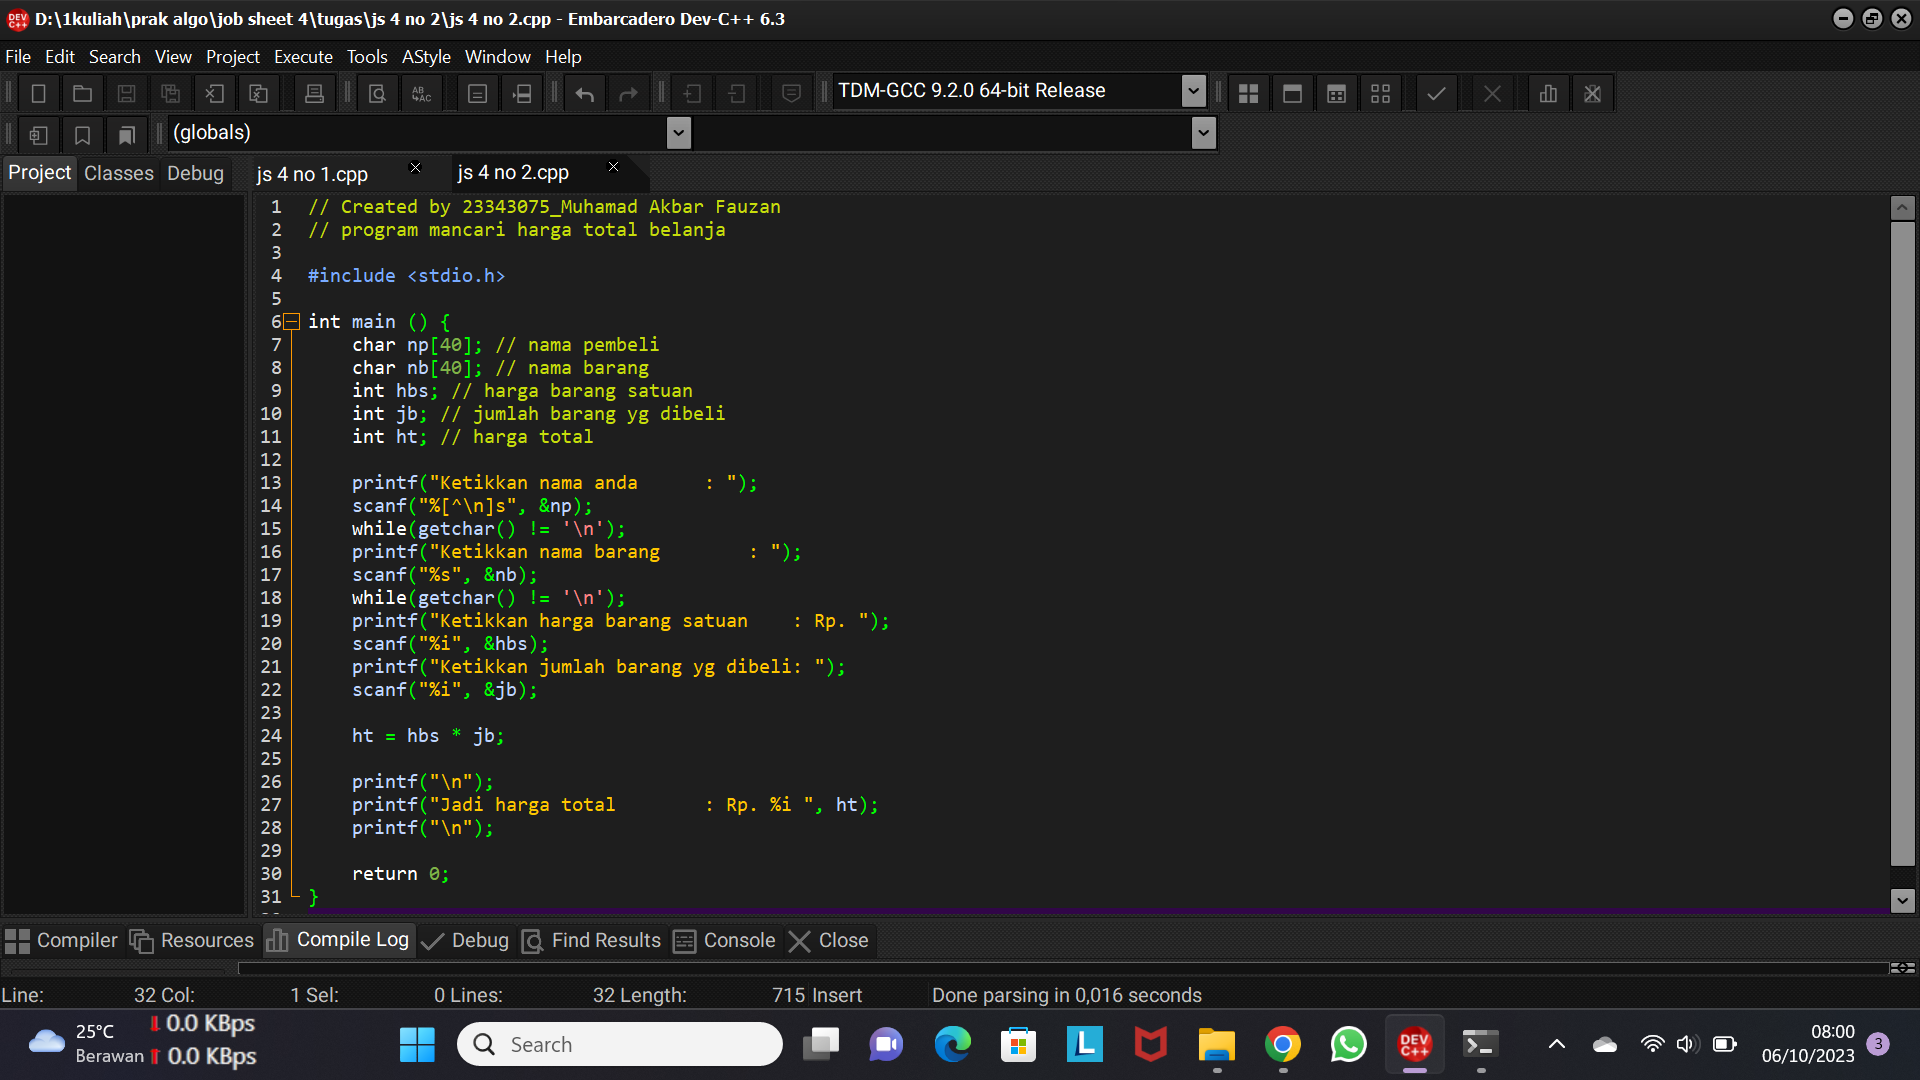 D:\1kuliah\prak algo\job sheet 4\tugas\js 4 no 2\js 4 no 2.cpp - Embarcadero Dev-C++ 6.3
File Edit Search View Project Execute Tools AStyle Window Help
TDM-GCC 9.2.0 64-bit Release
(globals)
Project Classes Debug js 4 no 1.cpp js 4 no 2.cpp
1 // Created by 23343075_Muhamad Akbar Fauzan
2 // program mancari harga total belanja
3
4 #include <stdio.h>
5
6 int main () {
7 char np[40]; // nama pembeli
8 char nb[40]; // nama barang
9 int hbs; // harga barang satuan
10 int jb; // jumlah barang yg dibeli
11 int ht; // harga total
12
13 printf("Ketikkan nama anda      : ");
14 scanf("%[^\n]s", &np);
15 while(getchar() != '\n');
16 printf("Ketikkan nama barang        : ");
17 scanf("%s", &nb);
18 while(getchar() != '\n');
19 printf("Ketikkan harga barang satuan    : Rp. ");
20 scanf("%i", &hbs);
21 printf("Ketikkan jumlah barang yg dibeli: ");
22 scanf("%i", &jb);
23
24 ht = hbs * jb;
25
26 printf("\n");
27 printf("Jadi harga total        : Rp. %i ", ht);
28 printf("\n");
29
30 return 0;
31 }
Compiler Resources Compile Log Debug Find Results Console Close
Line: 32 Col: 1 Sel: 0 Lines: 32 Length: 715 Insert Done parsing in 0,016 seconds
25°C 0.0 KBps
Berawan 0.0 KBps
Search
08:00
06/10/2023
3